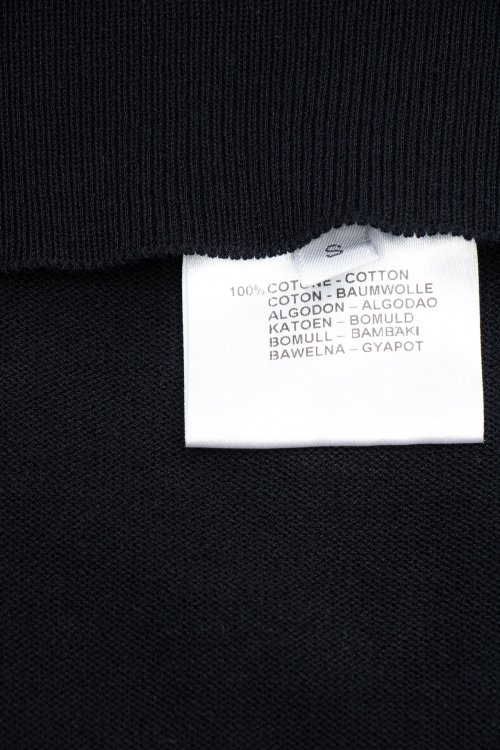 S
100% COTONE - COTTON
COTON - BAUMWOLLE
ALGODON - ALGODAO
KATOEN - BOMULD
BOMULL - BAMBAKI
BAWELNA - GYAPOT